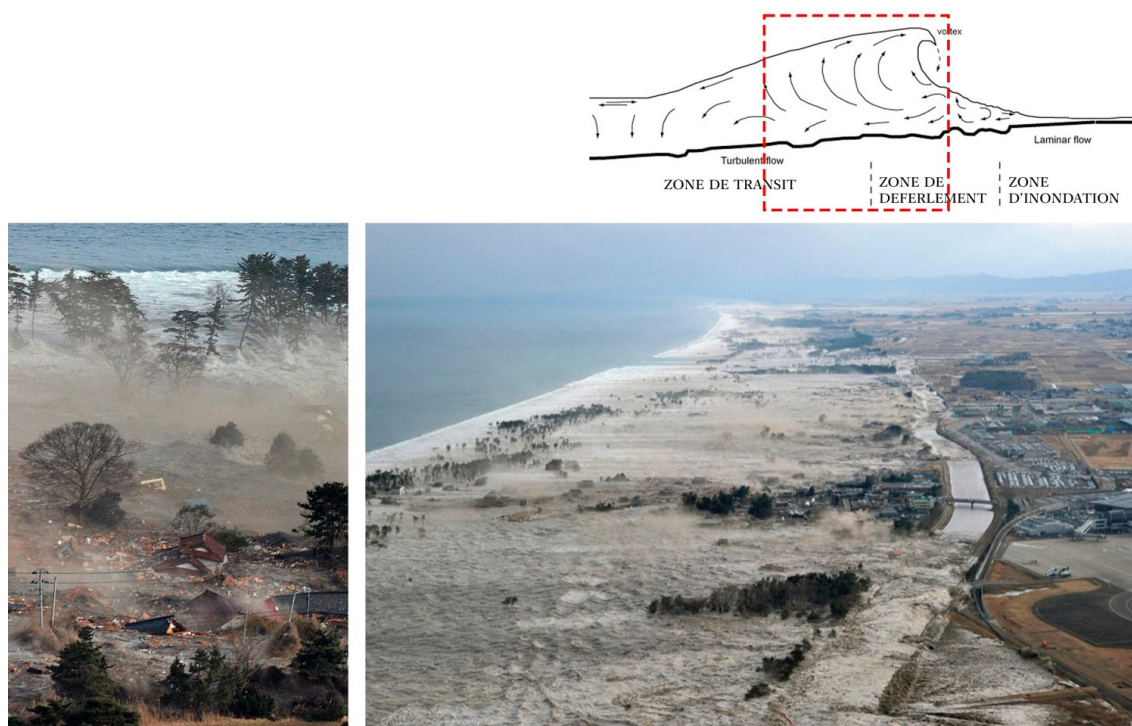 vortex
Laminar flow
Turbulent flow
ZONE DE TRANSIT
ZONE DE
DEFERLEMENT
ZONE
D'INONDATION